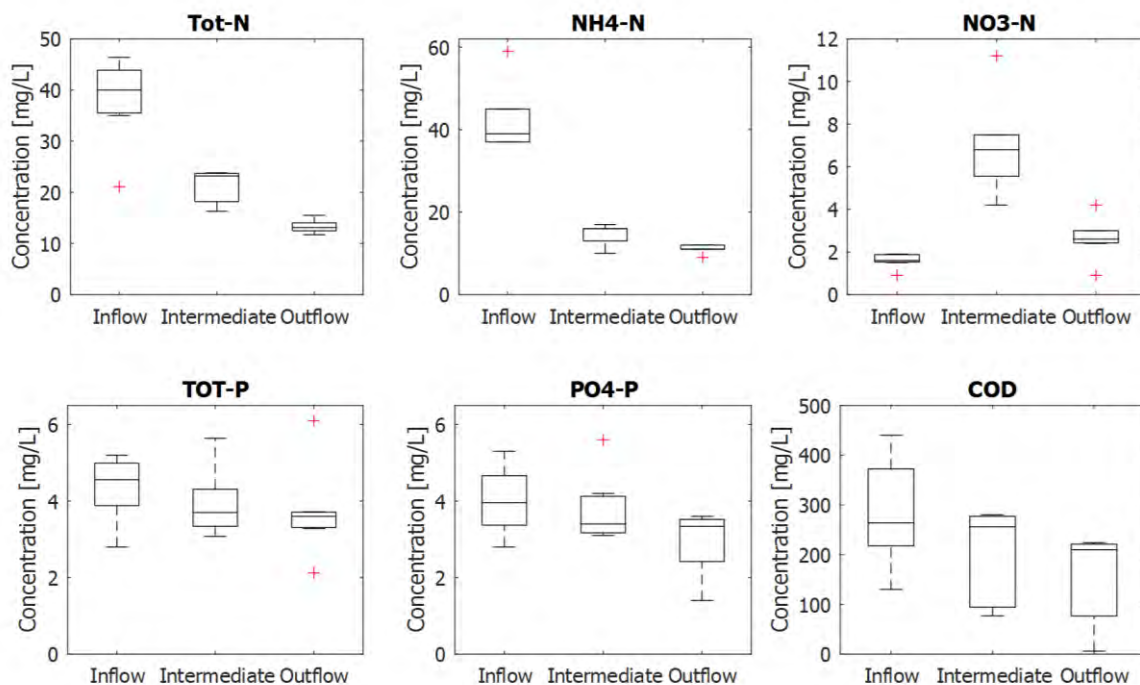 Tot-N
Concentration [mg/L]
50
40
30
20
10
0
Inflow Intermediate Outflow
NH4-N
Concentration [mg/L]
60
40
20
0
Inflow Intermediate Outflow
NO3-N
Concentration [mg/L]
12
10
8
6
4
2
0
Inflow Intermediate Outflow
TOT-P
Concentration [mg/L]
6
4
2
0
Inflow Intermediate Outflow
PO4-P
Concentration [mg/L]
6
4
2
0
Inflow Intermediate Outflow
COD
Concentration [mg/L]
500
400
300
200
100
0
Inflow Intermediate Outflow